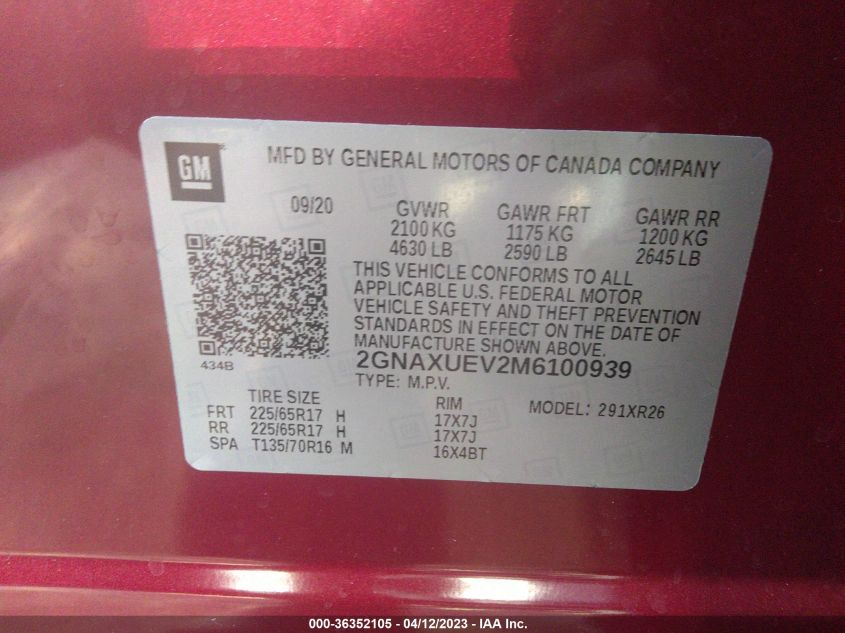 GM
MFD BY GENERAL MOTORS OF CANADA COMPANY
09/20
GVWR GAWR FRT GAWR RR
2100 KG 1175 KG 1200 KG
4630 LB 2590 LB 2645 LB
THIS VEHICLE CONFORMS TO ALL
APPLICABLE U.S. FEDERAL MOTOR
VEHICLE SAFETY AND THEFT PREVENTION
STANDARDS IN EFFECT ON THE DATE OF
MANUFACTURE SHOWN ABOVE.
434B
2GNAXUEV2M6100939
TYPE: M.P.V.
MODEL: 291XR26
TIRE SIZE RIM
FRT 225/65R17 H 17X7J
RR 225/65R17 H 17X7J
SPA T135/70R16 M 16X4BT
000-36352105 - 04/12/2023 - IAA Inc.